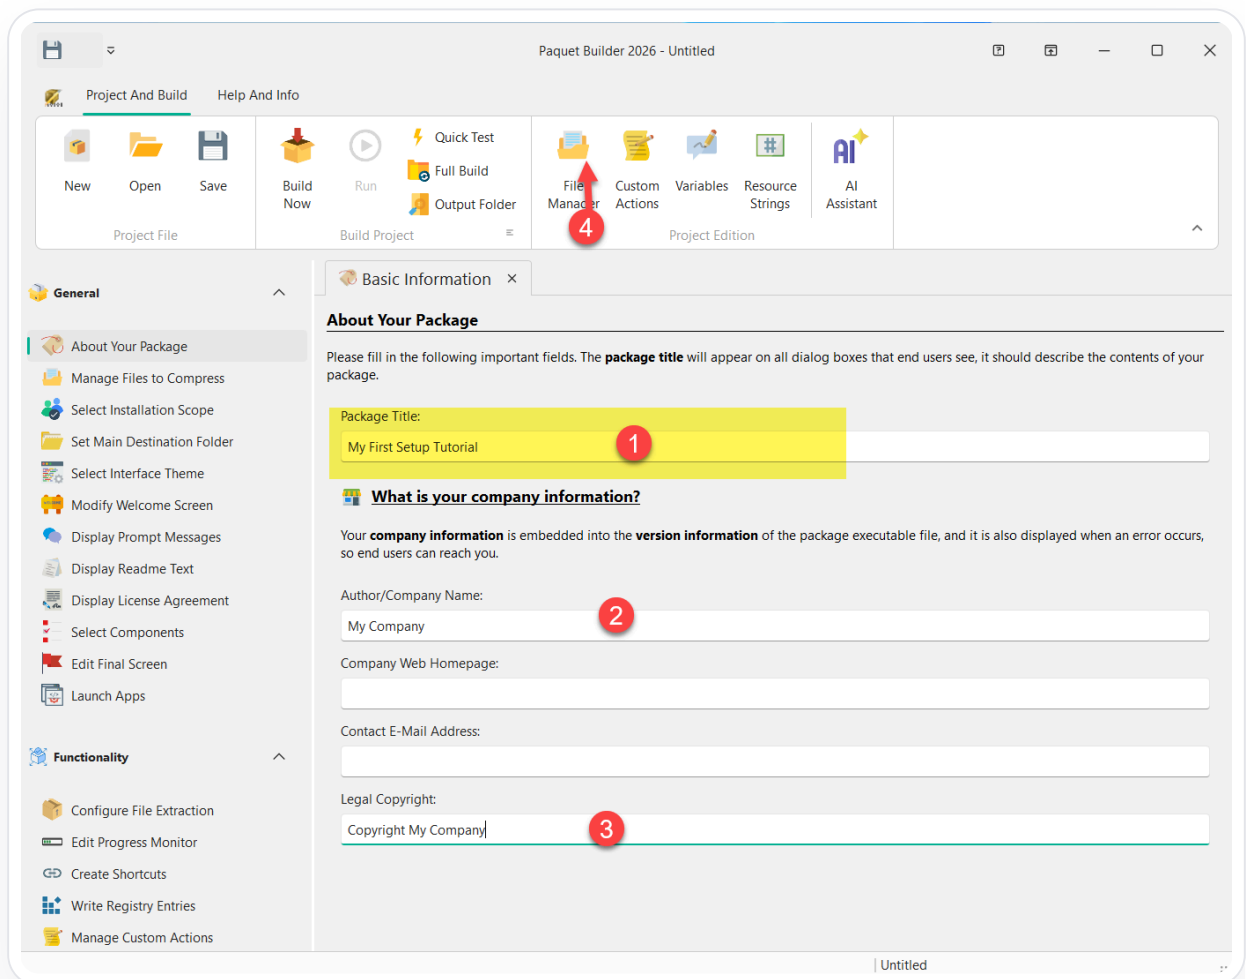 Paquet Builder 2026 - Untitled
Project And Build
Help And Info
New
Open
Save
Project File
Build Now
Run
Quick Test
Full Build
Output Folder
Build Project
File Manager
Custom Actions
Variables
Resource Strings
AI Assistant
Project Edition
4
General
About Your Package
Manage Files to Compress
Select Installation Scope
Set Main Destination Folder
Select Interface Theme
Modify Welcome Screen
Display Prompt Messages
Display Readme Text
Display License Agreement
Select Components
Edit Final Screen
Launch Apps
Functionality
Configure File Extraction
Edit Progress Monitor
Create Shortcuts
Write Registry Entries
Manage Custom Actions
Basic Information
About Your Package
Please fill in the following important fields. The package title will appear on all dialog boxes that end users see, it should describe the contents of your
package.
Package Title:
My First Setup Tutorial
1
What is your company information?
Your company information is embedded into the version information of the package executable file, and it is also displayed when an error occurs,
so end users can reach you.
Author/Company Name:
My Company
2
Company Web Homepage:
Contact E-Mail Address:
Legal Copyright:
Copyright My Company
3
Untitled